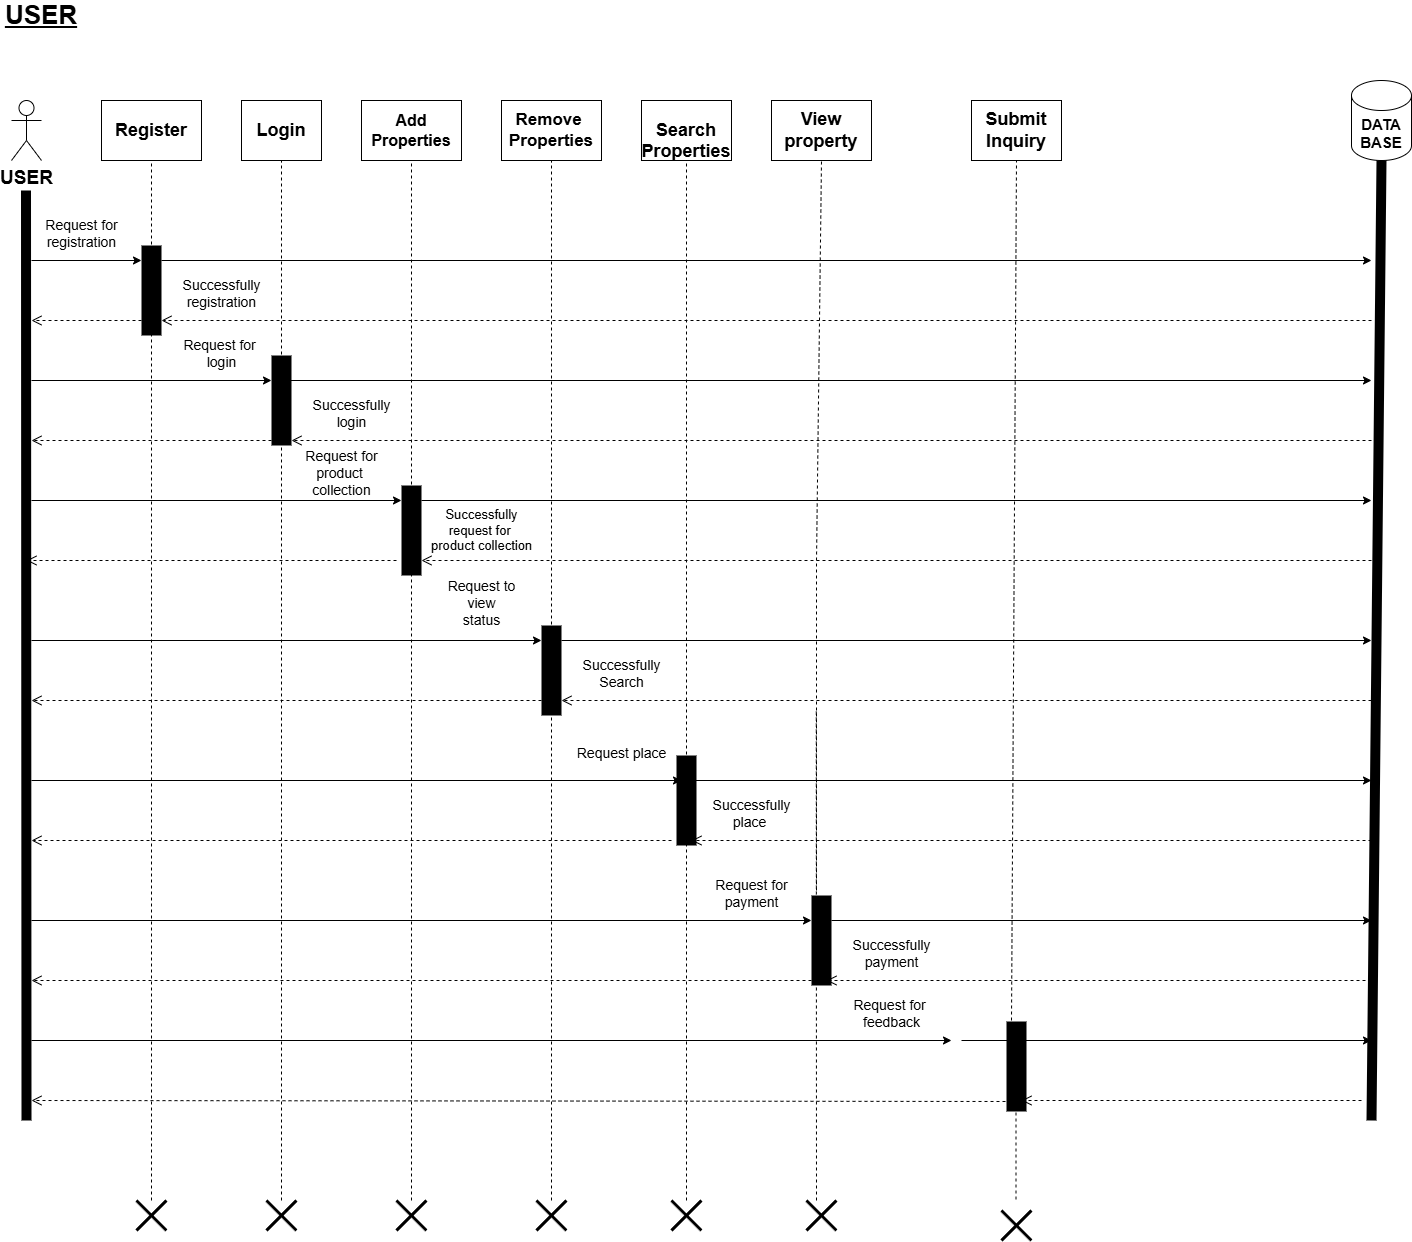 USER
USER
Register
Login
Add
Properties
Remove
Properties
Search
Properties
View
property
Submit
Inquiry
DATA
BASE
Request for
registration
Successfully
registration
Request for
login
Successfully
login
Request for
product
collection
Successfully
request for
product collection
Request to
view
status
Successfully
Search
Request place
Successfully
place
Request for
payment
Successfully
payment
Request for
feedback